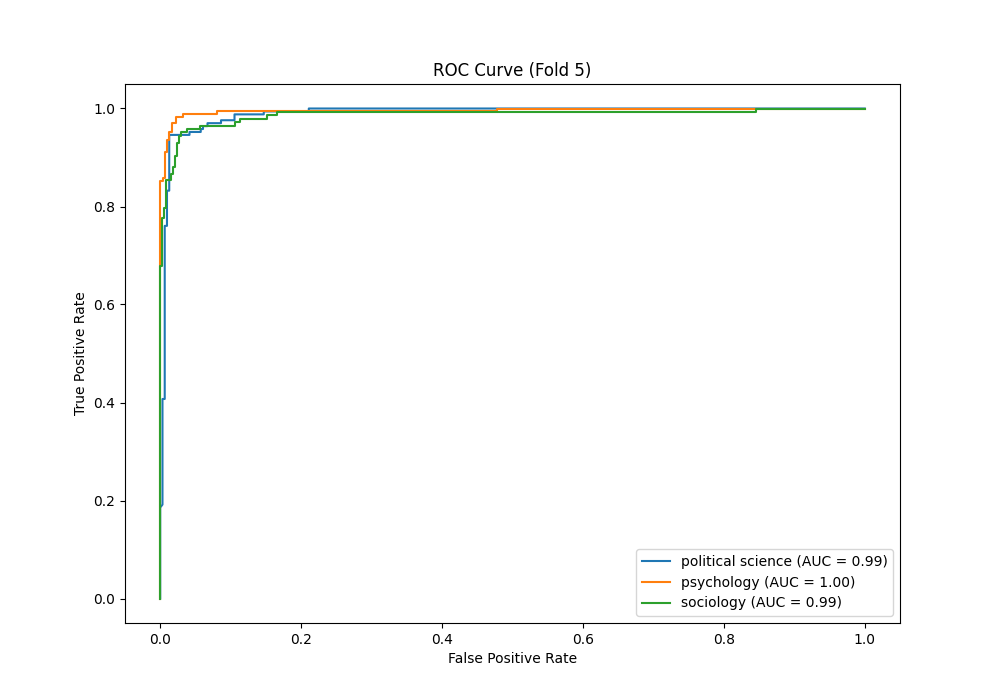 ROC Curve (Fold 5)
1.0
0.8
0.6
0.4
0.2
0.0
True Positive Rate
political science (AUC = 0.99)
psychology (AUC = 1.00)
sociology (AUC = 0.99)
0.0 0.2 0.4 0.6 0.8 1.0
False Positive Rate